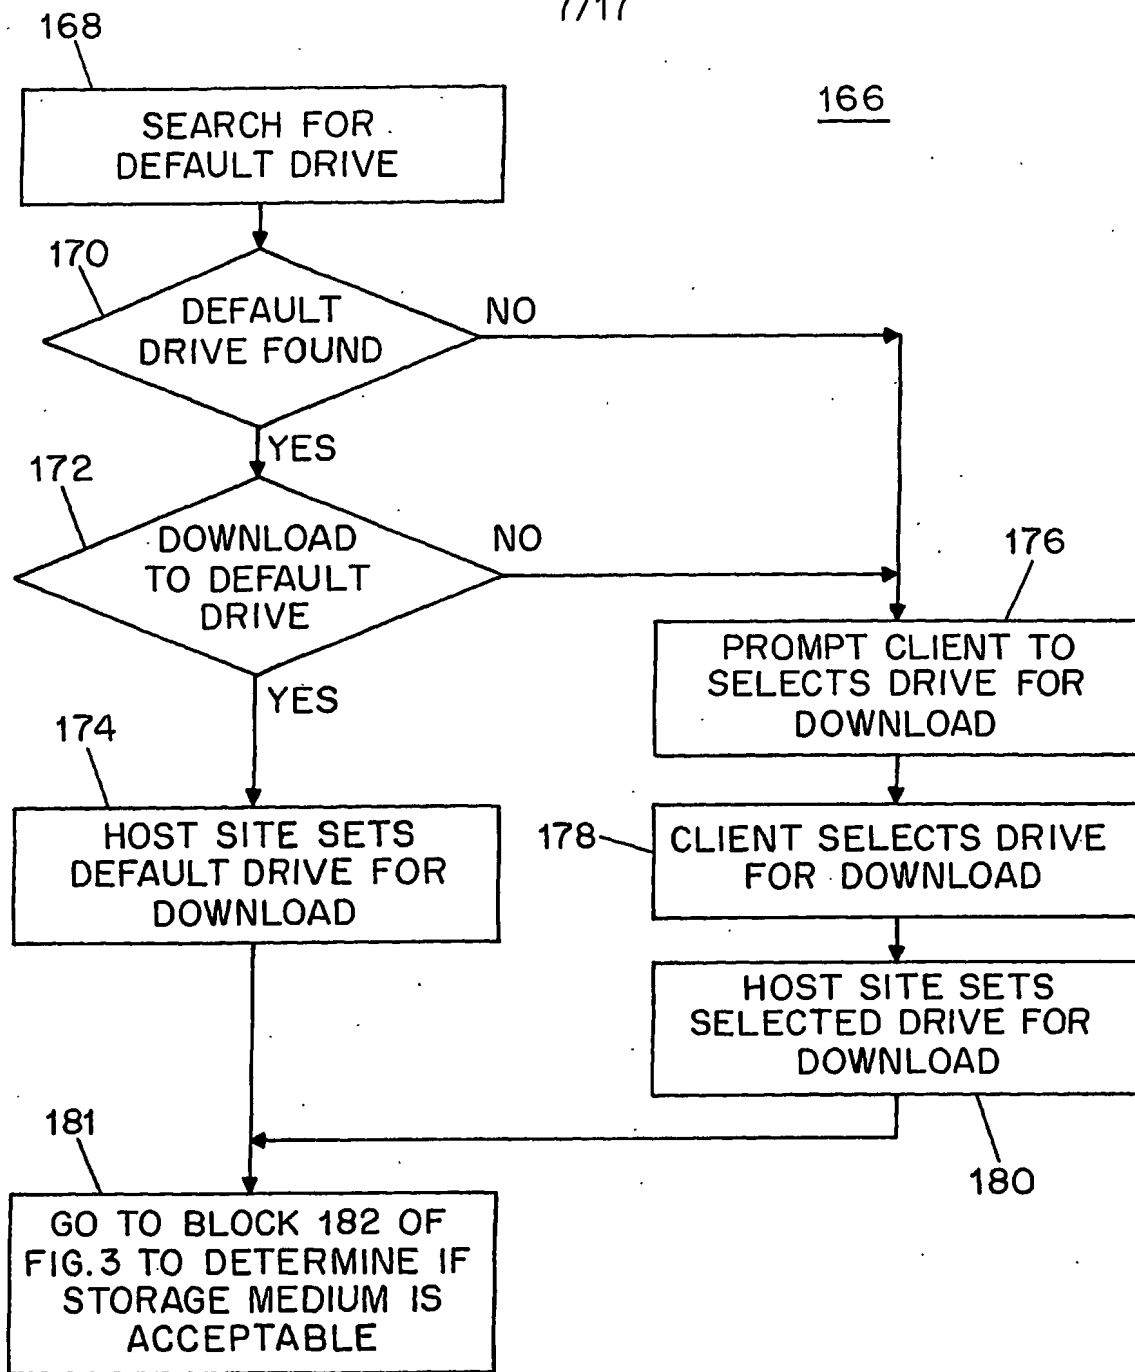 7/17
168
166
SEARCH FOR
DEFAULT DRIVE
170
DEFAULT
DRIVE FOUND
NO
YES
172
DOWNLOAD
TO DEFAULT
DRIVE
NO
YES
176
PROMPT CLIENT TO
SELECTS DRIVE FOR
DOWNLOAD
174
HOST SITE SETS
DEFAULT DRIVE FOR
DOWNLOAD
178
CLIENT SELECTS DRIVE
FOR DOWNLOAD
HOST SITE SETS
SELECTED DRIVE FOR
DOWNLOAD
180
181
GO TO BLOCK 182 OF
FIG.3 TO DETERMINE IF
STORAGE MEDIUM IS
ACCEPTABLE